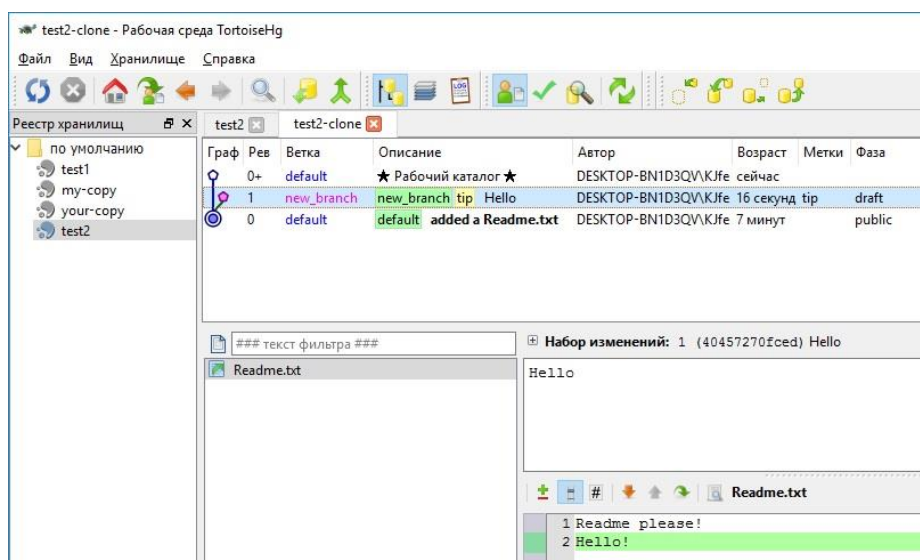 test2-clone - Рабочая среда TortoiseHg
Файл Вид Хранилище Справка
LOG
Реестр хранилищ
test2 test2-clone
по умолчанию
test1
my-copy
your-copy
test2
Граф Рев Ветка Описание Автор Возраст Метки Фаза
0+ default ★ Рабочий каталог ★ DESKTOP-BN1D3QV\KJfe сейчас
1 new_branch new_branch tip Hello DESKTOP-BN1D3QV\KJfe 16 секунд tip draft
0 default default added a Readme.txt DESKTOP-BN1D3QV\KJfe 7 минут public
### текст фильтра ###
Readme.txt
Набор изменений: 1 (40457270fced) Hello
Hello
# Readme.txt
1 Readme please!
2 Hello!